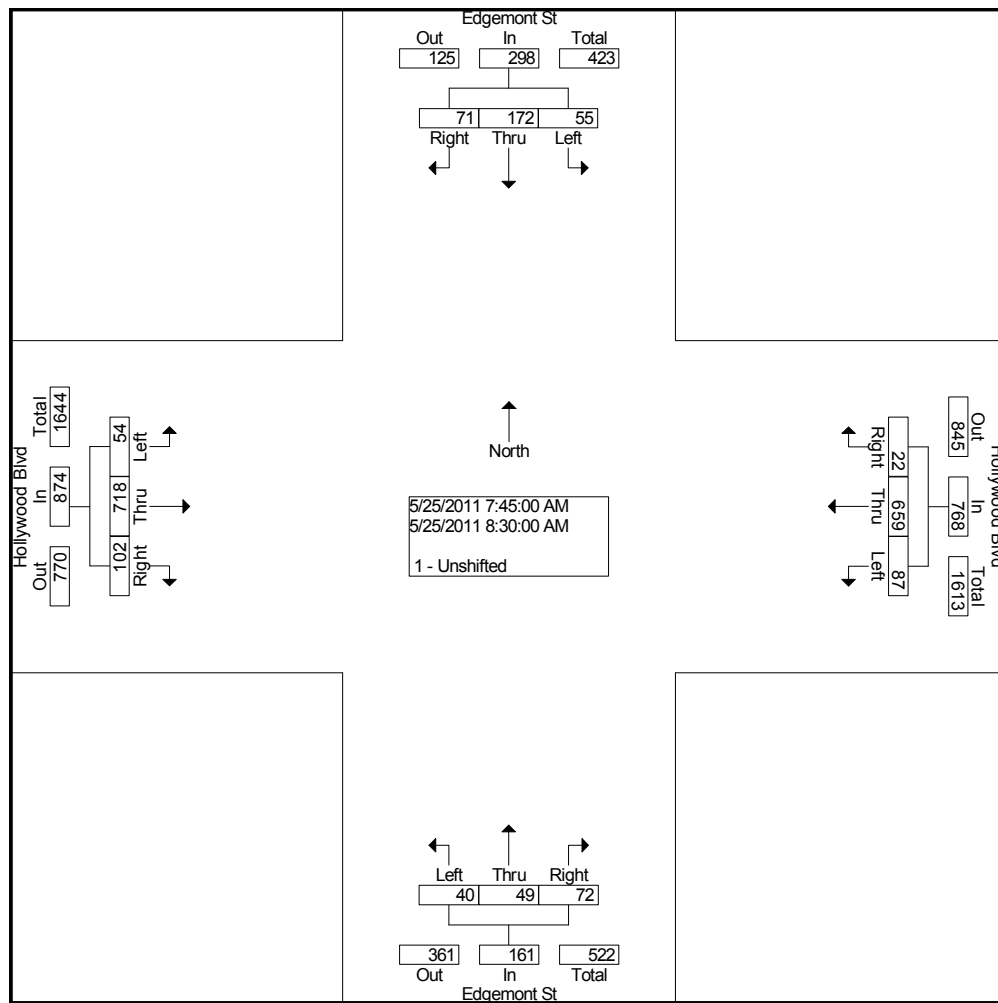 Edgemont St
Out In Total
125 298 423
71 172 55
Right Thru Left
Hollywood Blvd
Total In Out
1644 874 770
54 718 102
Left Thru Right
North
5/25/2011 7:45:00 AM
5/25/2011 8:30:00 AM
1 - Unshifted
Right Thru Left
22 659 87
Out In Total
845 768 1613
Hollywood Blvd
Left Thru Right
40 49 72
361 161 522
Out In Total
Edgemont St